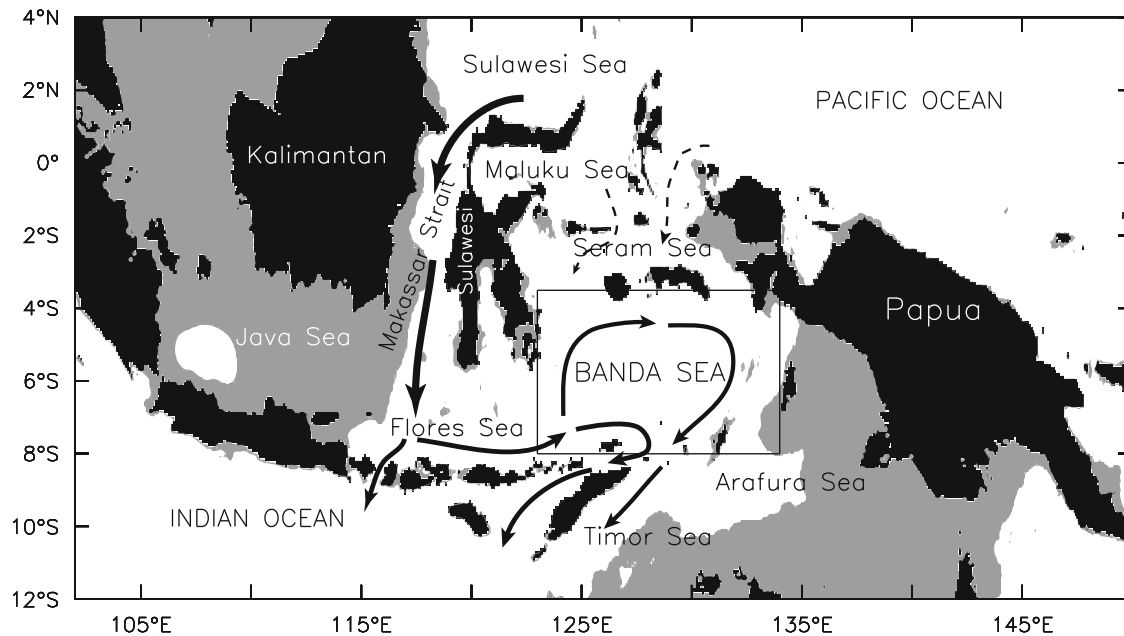 4°N
Sulawesi Sea
2°N
PACIFIC OCEAN
Kalimantan
0°
Maluku Sea
Makassar Strait
Sulawesi
2°S
Seram Sea
4°S
Papua
Java Sea
6°S
BANDA SEA
Flores Sea
8°S
Arafura Sea
INDIAN OCEAN
10°S
Timor Sea
12°S
105°E
115°E
125°E
135°E
145°E